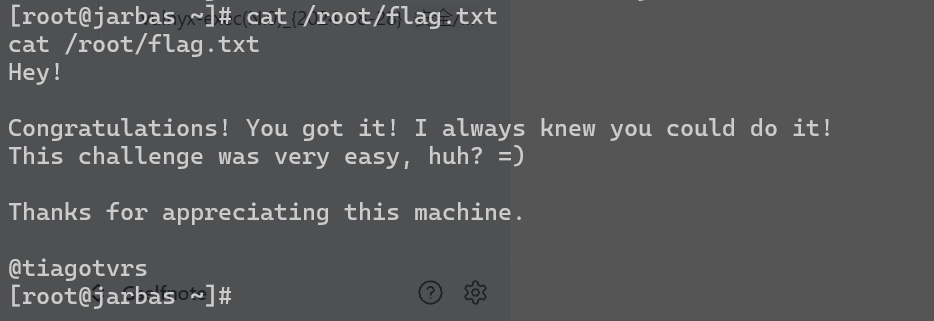 [root@jarbas ~]# cat /root/flag.txt
cat /root/flag.txt
Hey!
Congratulations! You got it! I always knew you could do it!
This challenge was very easy, huh? =)
Thanks for appreciating this machine.
@tiagotvrs
[root@jarbas ~]#